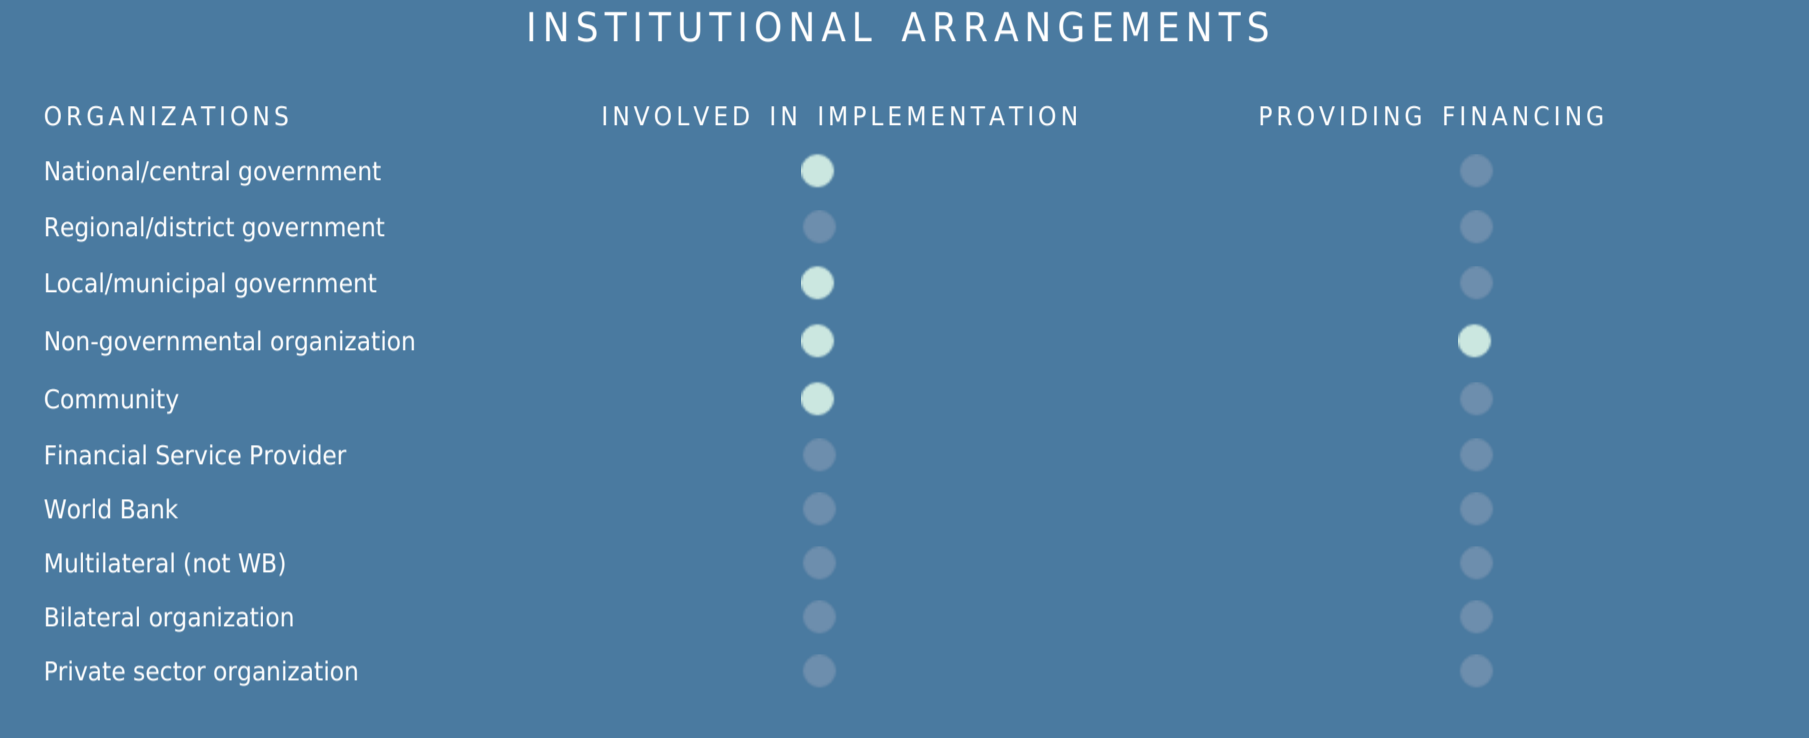 INSTITUTIONAL ARRANGEMENTS
ORGANIZATIONS INVOLVED IN IMPLEMENTATION PROVIDING FINANCING
National/central government
Regional/district government
Local/municipal government
Non-governmental organization
Community
Financial Service Provider
World Bank
Multilateral (not WB)
Bilateral organization
Private sector organization